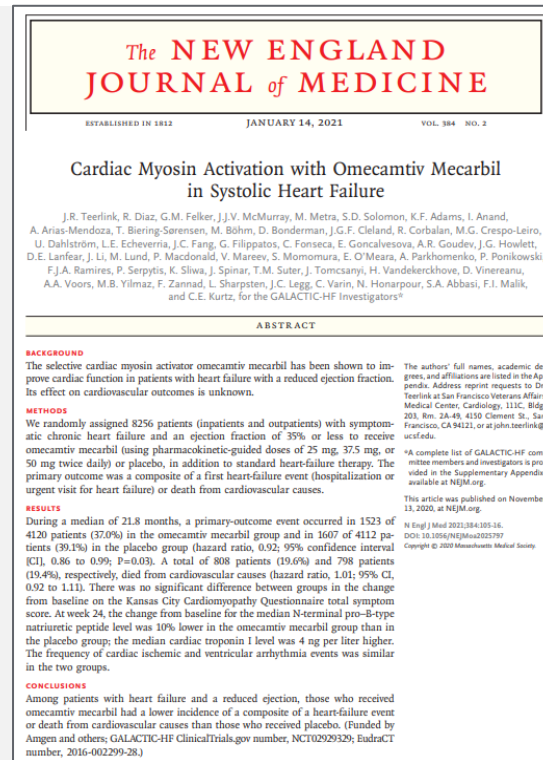 The NEW ENGLAND
JOURNAL of MEDICINE
ESTABLISHED IN 1812
JANUARY 14, 2021
VOL. 384 NO. 2
Cardiac Myosin Activation with Omecamtiv Mecarbil
in Systolic Heart Failure
J.R. Teerlink, R. Diaz, G.M. Felker, J.J.V. McMurray, M. Metra, S.D. Solomon, K.F. Adams, I. Anand,
A. Arias-Mendoza, T. Biering-Sørensen, M. Böhm, D. Bonderman, J.G.F. Cleland, R. Corbalan, M.G. Crespo-Leiro,
U. Dahlström, L.E. Echeverria, J.C. Fang, G. Filippatos, C. Fonseca, E. Goncalvesova, A.R. Goudev, J.G. Howlett,
D.E. Lanfear, J. Li, M. Lund, P. Macdonald, V. Mareev, S. Momomura, E. O'Meara, A. Parkhomenko, P. Ponikowski
F.J.A. Ramires, P. Serpytis, K. Sliwa, J. Spinar, T.M. Suter, J. Tomcsanyi, H. Vandekerckhove, D. Vinereanu,
A.A. Voors, M.B. Yilmaz, F. Zannad, L. Sharpsten, J.C. Legg, C. Varin, N. Honarpour, S.A. Abbasi, F.I. Malik,
and C.E. Kurtz, for the GALACTIC-HF Investigators*
ABSTRACT
BACKGROUND
The selective cardiac myosin activator omecamtiv mecarbil has been shown to im-
prove cardiac function in patients with heart failure with a reduced ejection fraction.
Its effect on cardiovascular outcomes is unknown.
METHODS
We randomly assigned 8256 patients (inpatients and outpatients) with symptom-
atic chronic heart failure and an ejection fraction of 35% or less to receive
omecamtiv mecarbil (using pharmacokinetic-guided doses of 25 mg, 37.5 mg, or
50 mg twice daily) or placebo, in addition to standard heart-failure therapy. The
primary outcome was a composite of a first heart-failure event (hospitalization or
urgent visit for heart failure) or death from cardiovascular causes.
RESULTS
During a median of 21.8 months, a primary-outcome event occurred in 1523 of
4120 patients (37.0%) in the omecamtiv mecarbil group and in 1607 of 4112 pa-
tients (39.1%) in the placebo group (hazard ratio, 0.92; 95% confidence interval
[CI], 0.86 to 0.99; P=0.03). A total of 808 patients (19.6%) and 798 patients
(19.4%), respectively, died from cardiovascular causes (hazard ratio, 1.01; 95% CI,
0.92 to 1.11). There was no significant difference between groups in the change
from baseline on the Kansas City Cardiomyopathy Questionnaire total symptom
score. At week 24, the change from baseline for the median N-terminal pro–B-type
natriuretic peptide level was 10% lower in the omecamtiv mecarbil group than in
the placebo group; the median cardiac troponin I level was 4 ng per liter higher.
The frequency of cardiac ischemic and ventricular arrhythmia events was similar
in the two groups.
CONCLUSIONS
Among patients with heart failure and a reduced ejection, those who received
omecamtiv mecarbil had a lower incidence of a composite of a heart-failure event
or death from cardiovascular causes than those who received placebo. (Funded by
Amgen and others; GALACTIC-HF ClinicalTrials.gov number, NCT02929329; EudraCT
number, 2016-002299-28.)
The authors' full names, academic de
grees, and affiliations are listed in the Ap
pendix. Address reprint requests to Dr
Teerlink at San Francisco Veterans Affairs
Medical Center, Cardiology, 111C, Bldg
203, Rm. 2A-49, 4150 Clement St., San
Francisco, CA 94121, or at john.teerlink@
ucsf.edu.
*A complete list of GALACTIC-HF com
mittee members and investigators is pro
vided in the Supplementary Appendix
available at NEJM.org.
This article was published on Novembe
13, 2020, at NEJM.org.
N Engl J Med 2021;384:105-16.
DOI: 10.1056/NEJMoa2025797
Copyright © 2020 Massachusetts Medical Society.